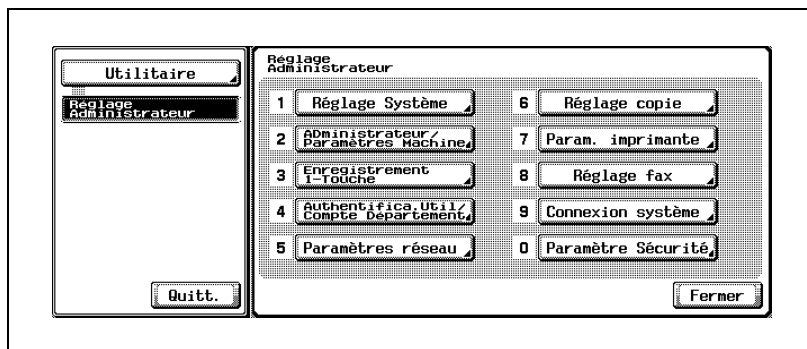 Utilitaire
Réglage
Administrateur
Quitt.
Réglage
Administrateur
1 Réglage Système
2 ADministrateur/
Paramètres Machine
3 Enregistrement
1-Touche
4 Authentifica.Util/
Compte Département
5 Paramètres réseau
6 Réglage copie
7 Param. imprimante
8 Réglage fax
9 Connexion système
0 Paramètre Sécurité
Fermer